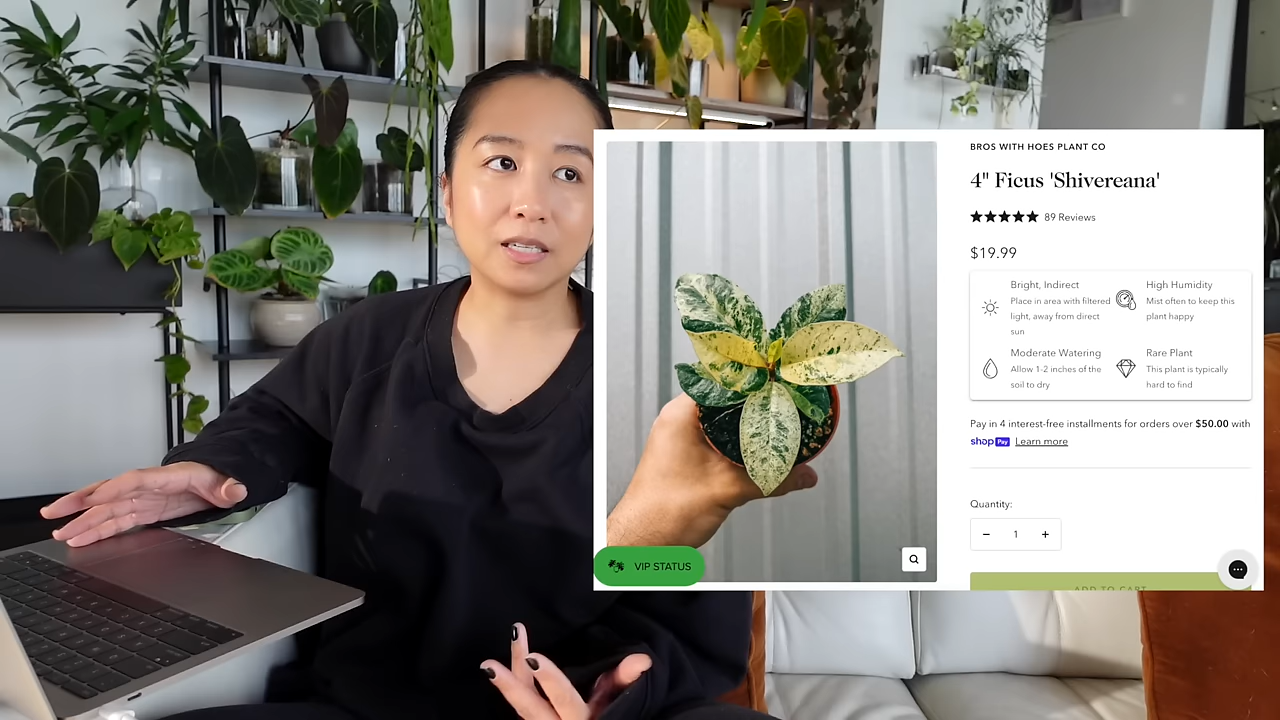 BROS WITH HOES PLANT CO
4" Ficus 'Shivereana'
★★★★★ 89 Reviews
$19.99
Bright, Indirect
Place in area with filtered
light, away from direct
sun
High Humidity
Mist often to keep this
plant happy
Moderate Watering
Allow 1-2 inches of the
soil to dry
Rare Plant
This plant is typically
hard to find
Pay in 4 interest-free installments for orders over $50.00 with
shop Pay Learn more
Quantity:
− 1 +
ADD TO CART
VIP STATUS